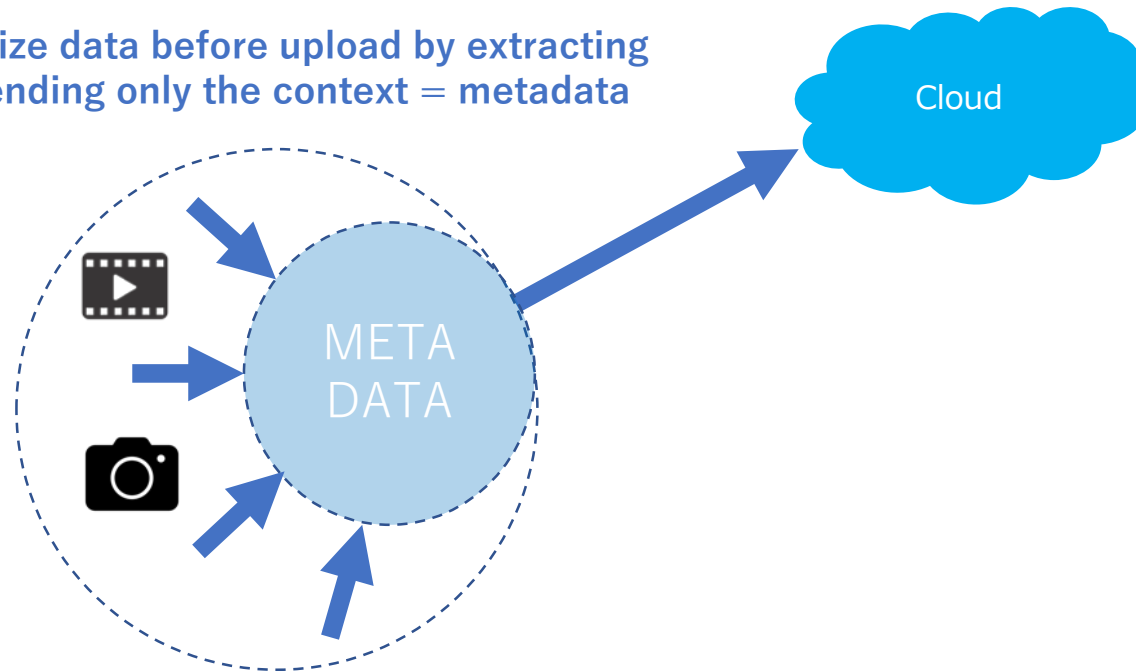 ize data before upload by extracting
ending only the context = metadata
Cloud
META
DATA